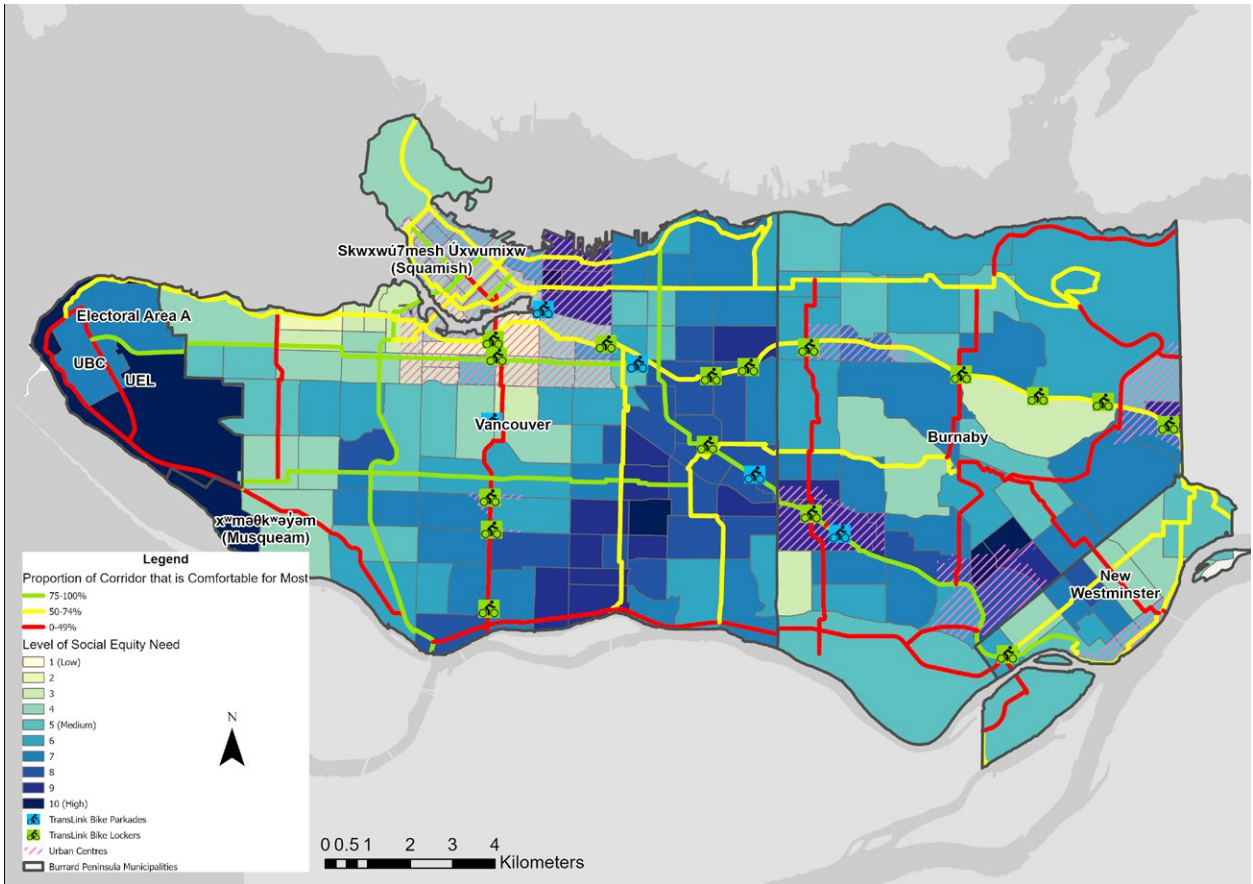 Skwxwú7mesh Úxwumixw
(Squamish)
Electoral Area A
UBC
UEL
Vancouver
Burnaby
xʷməθkʷəy̓əm
(Musqueam)
New
Westminster
Legend
Proportion of Corridor that is Comfortable for Most
75-100%
50-74%
0-49%
Level of Social Equity Need
1 (Low)
2
3
4
5 (Medium)
6
7
8
9
10 (High)
TransLink Bike Parkades
TransLink Bike Lockers
Urban Centres
Burrard Peninsula Municipalities
N
0 0.5 1 2 3 4
Kilometers